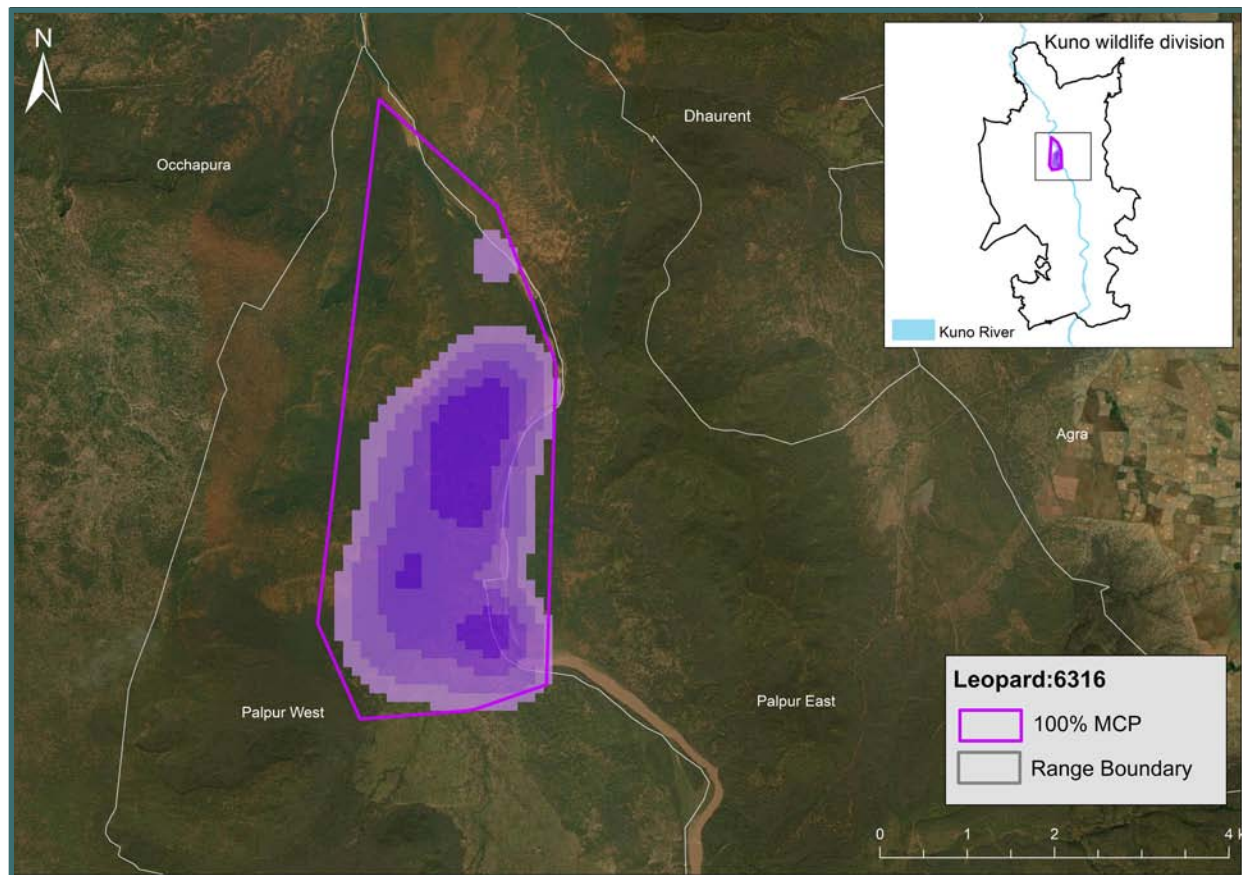 N
Kuno wildlife division
Kuno River
Dhaurent
Occhapura
Agra
Palpur West
Palpur East
Leopard:6316
100% MCP
Range Boundary
0 1 2 4 k